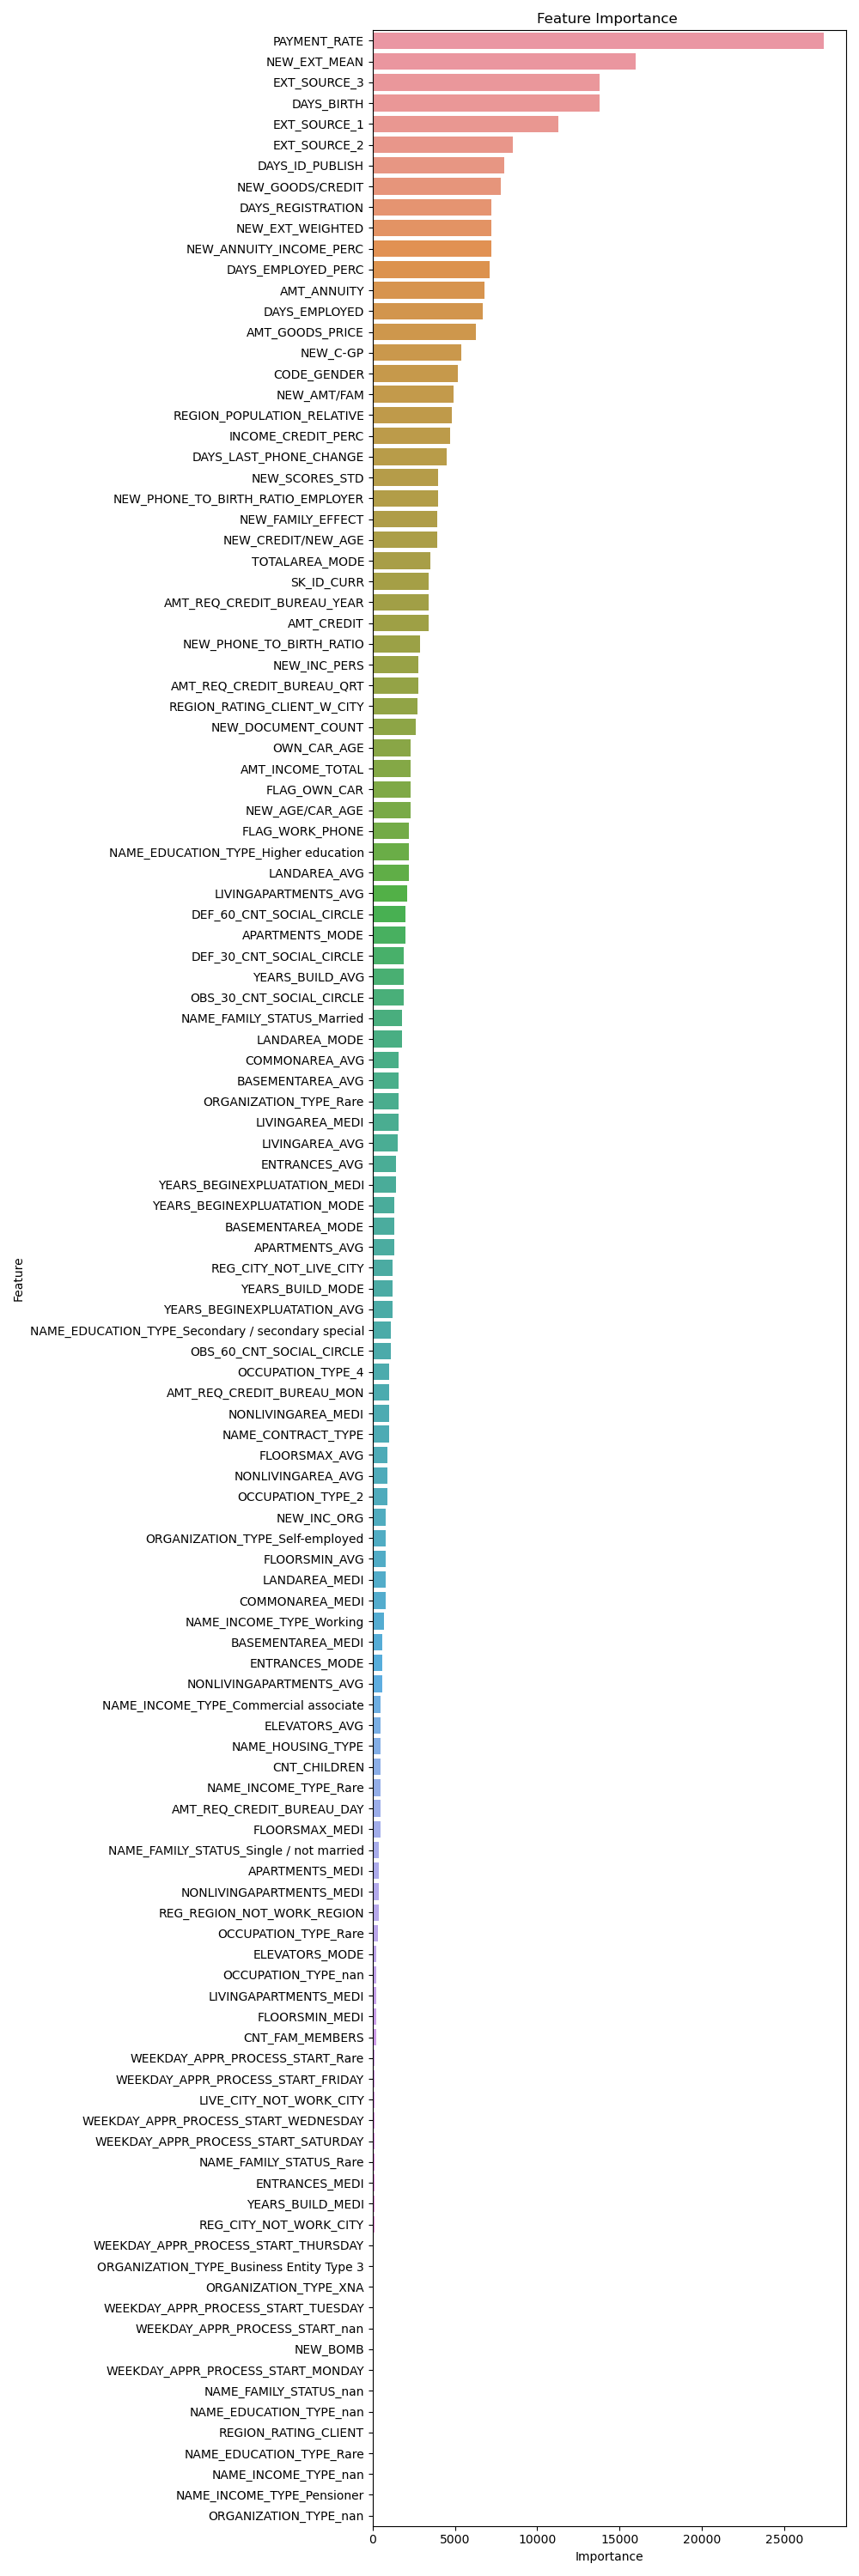 Feature Importance
PAYMENT_RATE
NEW_EXT_MEAN
EXT_SOURCE_3
DAYS_BIRTH
EXT_SOURCE_1
EXT_SOURCE_2
DAYS_ID_PUBLISH
NEW_GOODS/CREDIT
DAYS_REGISTRATION
NEW_EXT_WEIGHTED
NEW_ANNUITY_INCOME_PERC
DAYS_EMPLOYED_PERC
AMT_ANNUITY
DAYS_EMPLOYED
AMT_GOODS_PRICE
NEW_C-GP
CODE_GENDER
NEW_AMT/FAM
REGION_POPULATION_RELATIVE
INCOME_CREDIT_PERC
DAYS_LAST_PHONE_CHANGE
NEW_SCORES_STD
NEW_PHONE_TO_BIRTH_RATIO_EMPLOYER
NEW_FAMILY_EFFECT
NEW_CREDIT/NEW_AGE
TOTALAREA_MODE
SK_ID_CURR
AMT_REQ_CREDIT_BUREAU_YEAR
AMT_CREDIT
NEW_PHONE_TO_BIRTH_RATIO
NEW_INC_PERS
AMT_REQ_CREDIT_BUREAU_QRT
REGION_RATING_CLIENT_W_CITY
NEW_DOCUMENT_COUNT
OWN_CAR_AGE
AMT_INCOME_TOTAL
FLAG_OWN_CAR
NEW_AGE/CAR_AGE
FLAG_WORK_PHONE
NAME_EDUCATION_TYPE_Higher education
LANDAREA_AVG
LIVINGAPARTMENTS_AVG
DEF_60_CNT_SOCIAL_CIRCLE
APARTMENTS_MODE
DEF_30_CNT_SOCIAL_CIRCLE
YEARS_BUILD_AVG
OBS_30_CNT_SOCIAL_CIRCLE
NAME_FAMILY_STATUS_Married
LANDAREA_MODE
COMMONAREA_AVG
BASEMENTAREA_AVG
ORGANIZATION_TYPE_Rare
LIVINGAREA_MEDI
LIVINGAREA_AVG
ENTRANCES_AVG
YEARS_BEGINEXPLUATATION_MEDI
YEARS_BEGINEXPLUATATION_MODE
BASEMENTAREA_MODE
APARTMENTS_AVG
REG_CITY_NOT_LIVE_CITY
YEARS_BUILD_MODE
YEARS_BEGINEXPLUATATION_AVG
NAME_EDUCATION_TYPE_Secondary / secondary special
OBS_60_CNT_SOCIAL_CIRCLE
OCCUPATION_TYPE_4
AMT_REQ_CREDIT_BUREAU_MON
NONLIVINGAREA_MEDI
NAME_CONTRACT_TYPE
FLOORSMAX_AVG
NONLIVINGAREA_AVG
OCCUPATION_TYPE_2
NEW_INC_ORG
ORGANIZATION_TYPE_Self-employed
FLOORSMIN_AVG
LANDAREA_MEDI
COMMONAREA_MEDI
NAME_INCOME_TYPE_Working
BASEMENTAREA_MEDI
ENTRANCES_MODE
NONLIVINGAPARTMENTS_AVG
NAME_INCOME_TYPE_Commercial associate
ELEVATORS_AVG
NAME_HOUSING_TYPE
CNT_CHILDREN
NAME_INCOME_TYPE_Rare
AMT_REQ_CREDIT_BUREAU_DAY
FLOORSMAX_MEDI
NAME_FAMILY_STATUS_Single / not married
APARTMENTS_MEDI
NONLIVINGAPARTMENTS_MEDI
REG_REGION_NOT_WORK_REGION
OCCUPATION_TYPE_Rare
ELEVATORS_MODE
OCCUPATION_TYPE_nan
LIVINGAPARTMENTS_MEDI
FLOORSMIN_MEDI
CNT_FAM_MEMBERS
WEEKDAY_APPR_PROCESS_START_Rare
WEEKDAY_APPR_PROCESS_START_FRIDAY
LIVE_CITY_NOT_WORK_CITY
WEEKDAY_APPR_PROCESS_START_WEDNESDAY
WEEKDAY_APPR_PROCESS_START_SATURDAY
NAME_FAMILY_STATUS_Rare
ENTRANCES_MEDI
YEARS_BUILD_MEDI
REG_CITY_NOT_WORK_CITY
WEEKDAY_APPR_PROCESS_START_THURSDAY
ORGANIZATION_TYPE_Business Entity Type 3
ORGANIZATION_TYPE_XNA
WEEKDAY_APPR_PROCESS_START_TUESDAY
WEEKDAY_APPR_PROCESS_START_nan
NEW_BOMB
WEEKDAY_APPR_PROCESS_START_MONDAY
NAME_FAMILY_STATUS_nan
NAME_EDUCATION_TYPE_nan
REGION_RATING_CLIENT
NAME_EDUCATION_TYPE_Rare
NAME_INCOME_TYPE_nan
NAME_INCOME_TYPE_Pensioner
ORGANIZATION_TYPE_nan
Feature
0 5000 10000 15000 20000 25000
Importance